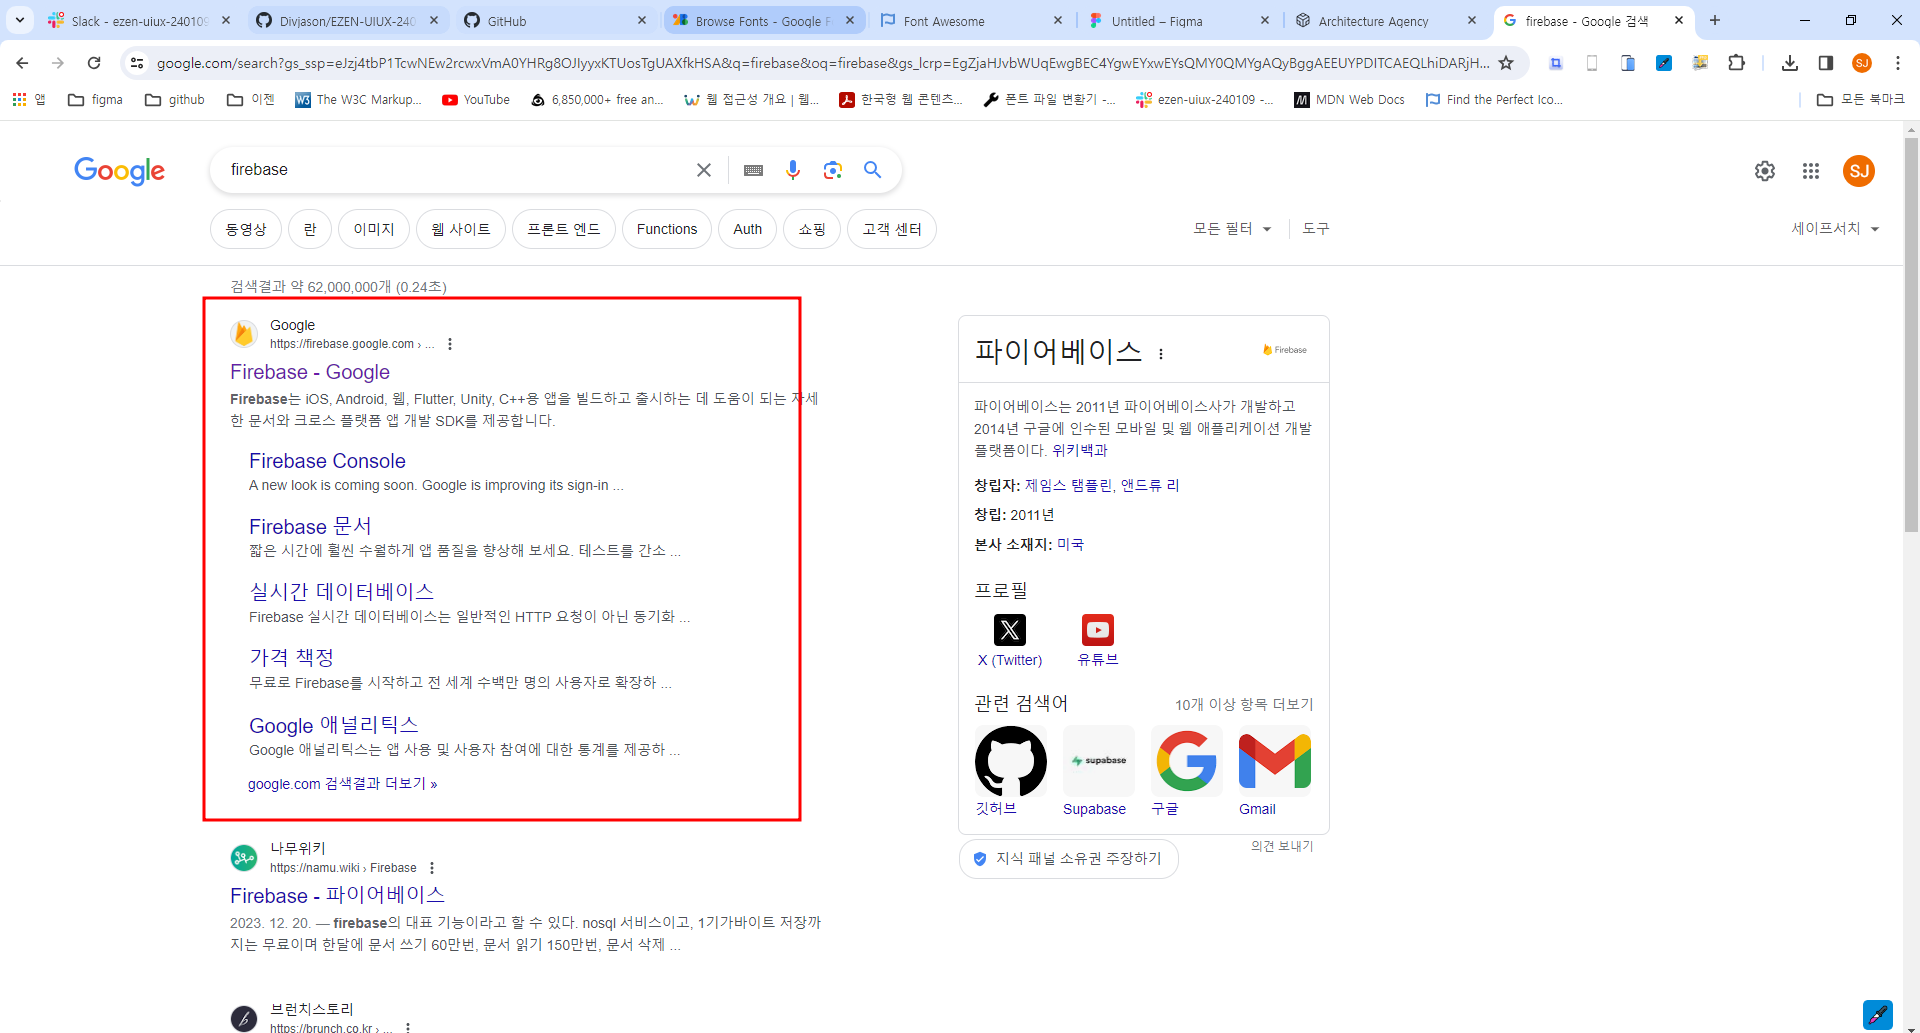 Slack - ezen-uiux-240109
Divjason/EZEN-UIUX-240
GitHub
Browse Fonts - Google F
Font Awesome
Untitled – Figma
Architecture Agency
firebase - Google 검색
google.com/search?gs_ssp=eJzj4tbP1TcwNEw2rcwxVmA0YHRg8OJIyyxKTUosTgUAXfkHSA&q=firebase&oq=firebase&gs_lcrp=EgZjaHJvbWUqEwgBEC4YgwEYxwEYsQMY0QMYgAQyBggAEEUYPDITCAEQLhiDARjH...
SJ
앱
figma
github
이젠
The W3C Markup...
YouTube
6,850,000+ free an...
웹 접근성 개요 | 웹...
한국형 웹 콘텐츠...
폰트 파일 변환기 -...
ezen-uiux-240109 -...
MDN Web Docs
Find the Perfect Ico...
모든 북마크
Google
firebase
SJ
동영상
란
이미지
웹 사이트
프론트 엔드
Functions
Auth
쇼핑
고객 센터
모든 필터
도구
세이프서치
검색결과 약 62,000,000개 (0.24초)
Google
https://firebase.google.com › ...
Firebase - Google
Firebase는 iOS, Android, 웹, Flutter, Unity, C++용 앱을 빌드하고 출시하는 데 도움이 되는 자세
한 문서와 크로스 플랫폼 앱 개발 SDK를 제공합니다.
Firebase Console
A new look is coming soon. Google is improving its sign-in ...
Firebase 문서
짧은 시간에 훨씬 수월하게 앱 품질을 향상해 보세요. 테스트를 간소 ...
실시간 데이터베이스
Firebase 실시간 데이터베이스는 일반적인 HTTP 요청이 아닌 동기화 ...
가격 책정
무료로 Firebase를 시작하고 전 세계 수백만 명의 사용자로 확장하 ...
Google 애널리틱스
Google 애널리틱스는 앱 사용 및 사용자 참여에 대한 통계를 제공하 ...
google.com 검색결과 더보기 »
나무위키
https://namu.wiki › Firebase
Firebase - 파이어베이스
2023. 12. 20. — firebase의 대표 기능이라고 할 수 있다. nosql 서비스이고, 1기가바이트 저장까
지는 무료이며 한달에 문서 쓰기 60만번, 문서 읽기 150만번, 문서 삭제 ...
브런치스토리
https://brunch.co.kr › ...
파이어베이스
Firebase
파이어베이스는 2011년 파이어베이스사가 개발하고
2014년 구글에 인수된 모바일 및 웹 애플리케이션 개발
플랫폼이다. 위키백과
창립자: 제임스 탬플린, 앤드류 리
창립: 2011년
본사 소재지: 미국
프로필
X (Twitter)
유튜브
관련 검색어
10개 이상 항목 더보기
supabase
깃허브
Supabase
구글
Gmail
의견 보내기
지식 패널 소유권 주장하기